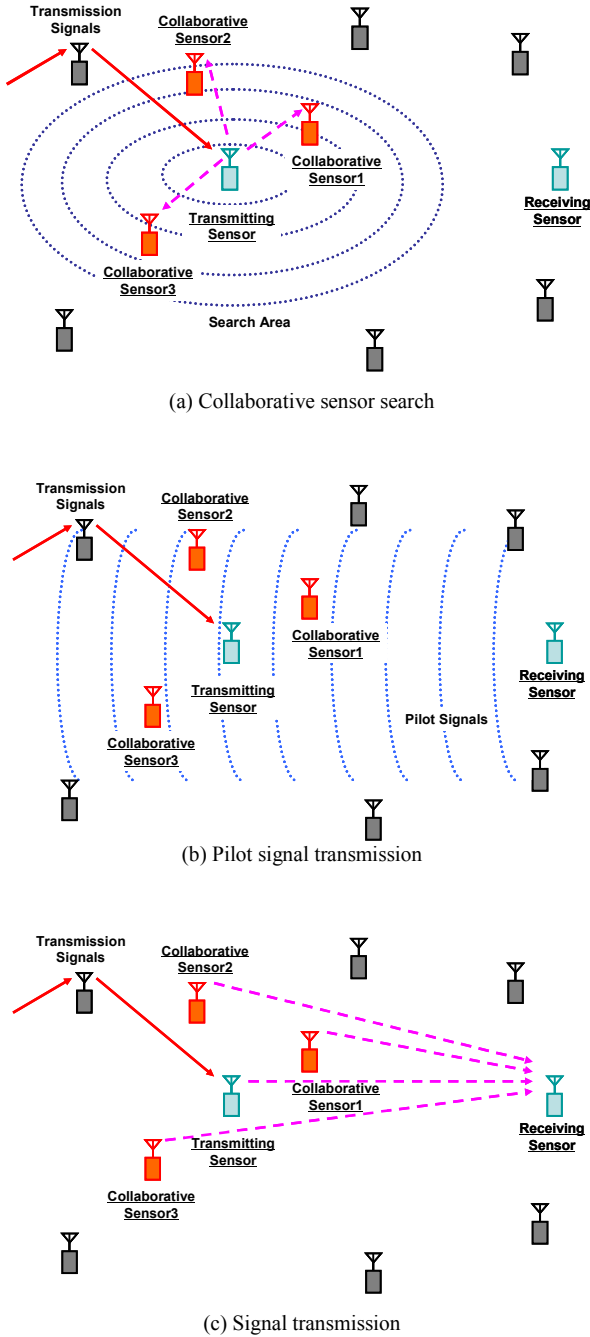 Transmission
Signals
Collaborative
Sensor2
Collaborative
Sensor1
Receiving
Sensor
Transmitting
Sensor
Collaborative
Sensor3
Search Area
(a) Collaborative sensor search
Transmission
Signals
Collaborative
Sensor2
Collaborative
Sensor1
Transmitting
Sensor
Receiving
Sensor
Pilot Signals
Collaborative
Sensor3
(b) Pilot signal transmission
Transmission
Signals
Collaborative
Sensor2
Collaborative
Sensor1
Transmitting
Sensor
Receiving
Sensor
Collaborative
Sensor3
(c) Signal transmission